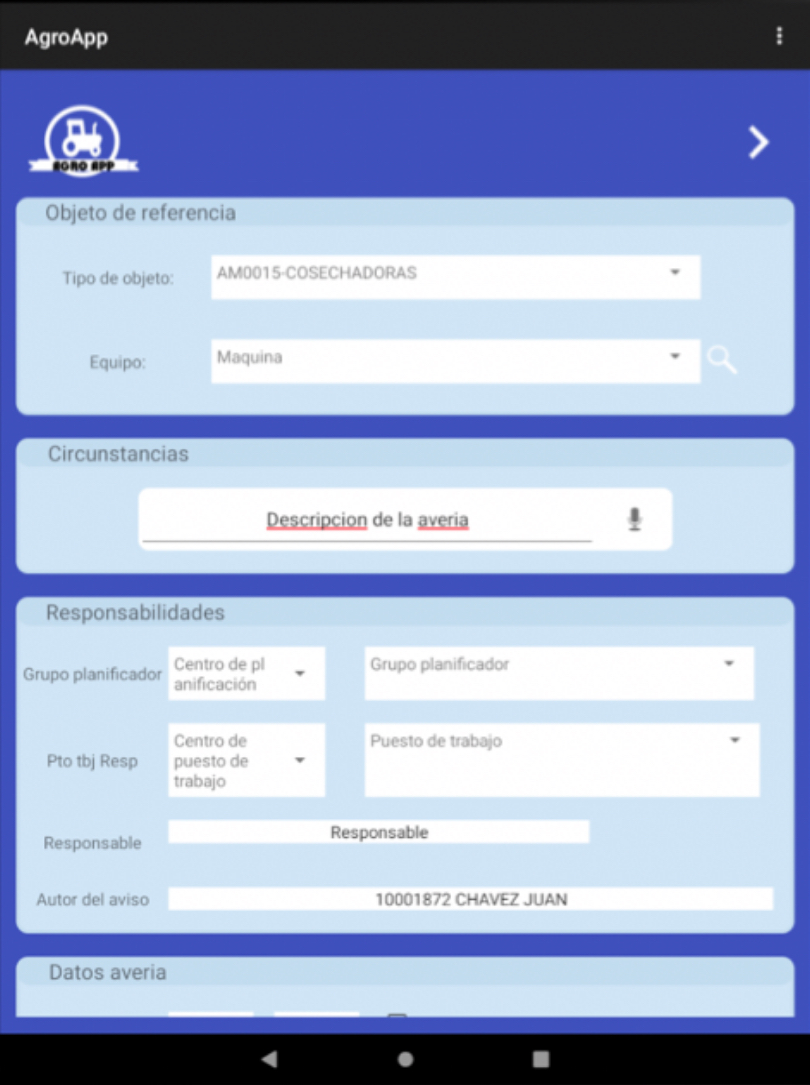 AgroApp
AGRO APP
Objeto de referencia
Tipo de objeto:
AM0015-COSECHADORAS
Equipo:
Maquina
Circunstancias
Descripcion de la averia
Responsabilidades
Grupo planificador
Centro de pl
anificación
Grupo planificador
Pto tbj Resp
Centro de
puesto de
trabajo
Puesto de trabajo
Responsable
Responsable
Autor del aviso
10001872 CHAVEZ JUAN
Datos averia